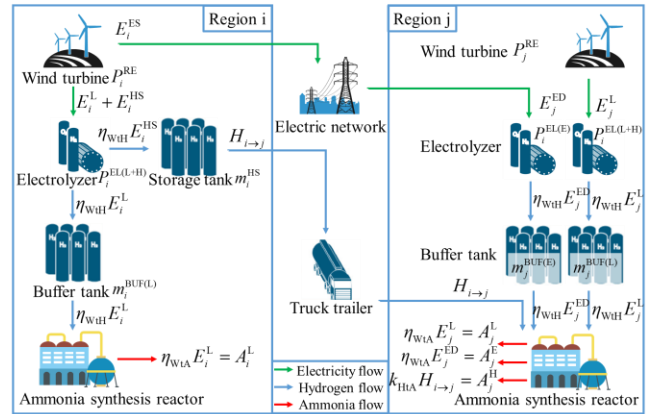 Region i
Region j
E_i^ES
Wind turbine P_i^RE
E_i^L + E_i^HS
η_WtH E_i^HS
Electrolyzer P_i^EL(L+H)
Storage tank m_i^HS
H_i→j
η_WtH E_i^L
Buffer tank m_i^BUF(L)
η_WtH E_i^L
η_WtA E_i^L = A_i^L
Ammonia synthesis reactor
Electric network
Truck trailer
Electricity flow
Hydrogen flow
Ammonia flow
Wind turbine P_j^RE
E_j^ED
E_j^L
Electrolyzer
P_i^EL(E)
P_i^EL(L+H)
η_WtH E_j^ED
η_WtH E_j^L
Buffer tank
m_j^BUF(E)
m_j^BUF(L)
H_i→j
η_WtH E_j^ED
η_WtH E_j^L
η_WtA E_j^L = A_j^L
η_WtA E_j^ED = A_j^E
k_HtA H_i→j = A_j^H
Ammonia synthesis reactor